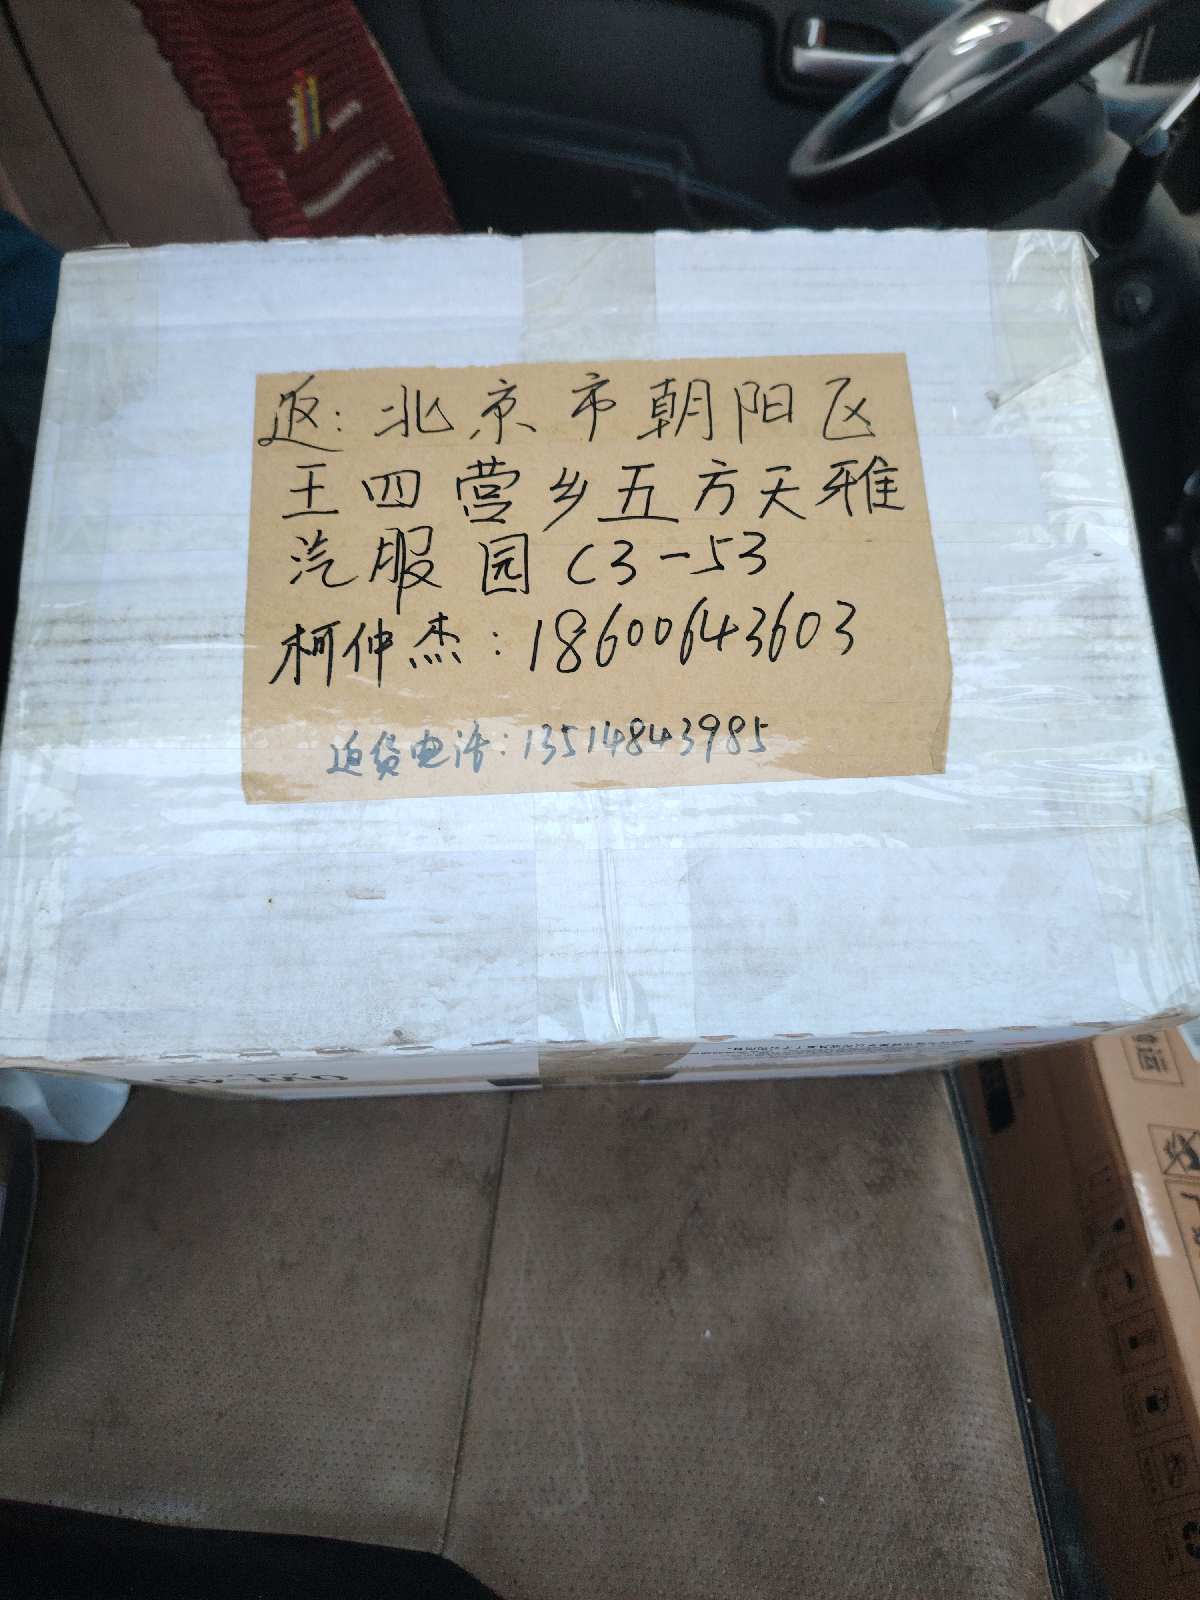 返：北京市朝阳区
王四营乡五方天雅
汽服园C3-53
柯仲杰：18600643603
追货电话：13514843985